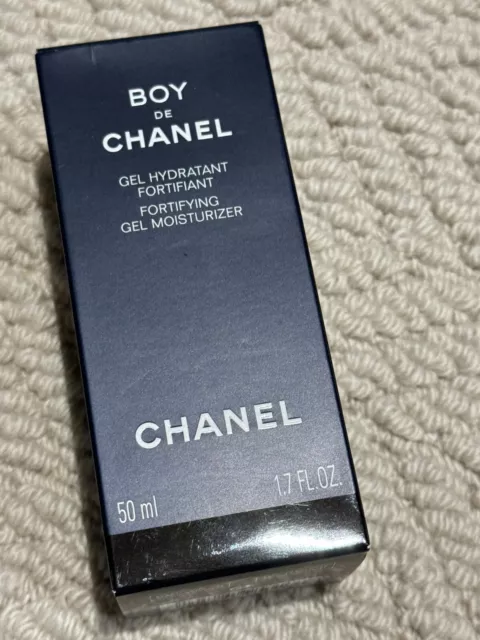 BOY
DE
CHANEL
GEL HYDRATANT
FORTIFIANT
FORTIFYING
GEL MOISTURIZER
CHANEL
50 ml 1.7 FL.OZ.